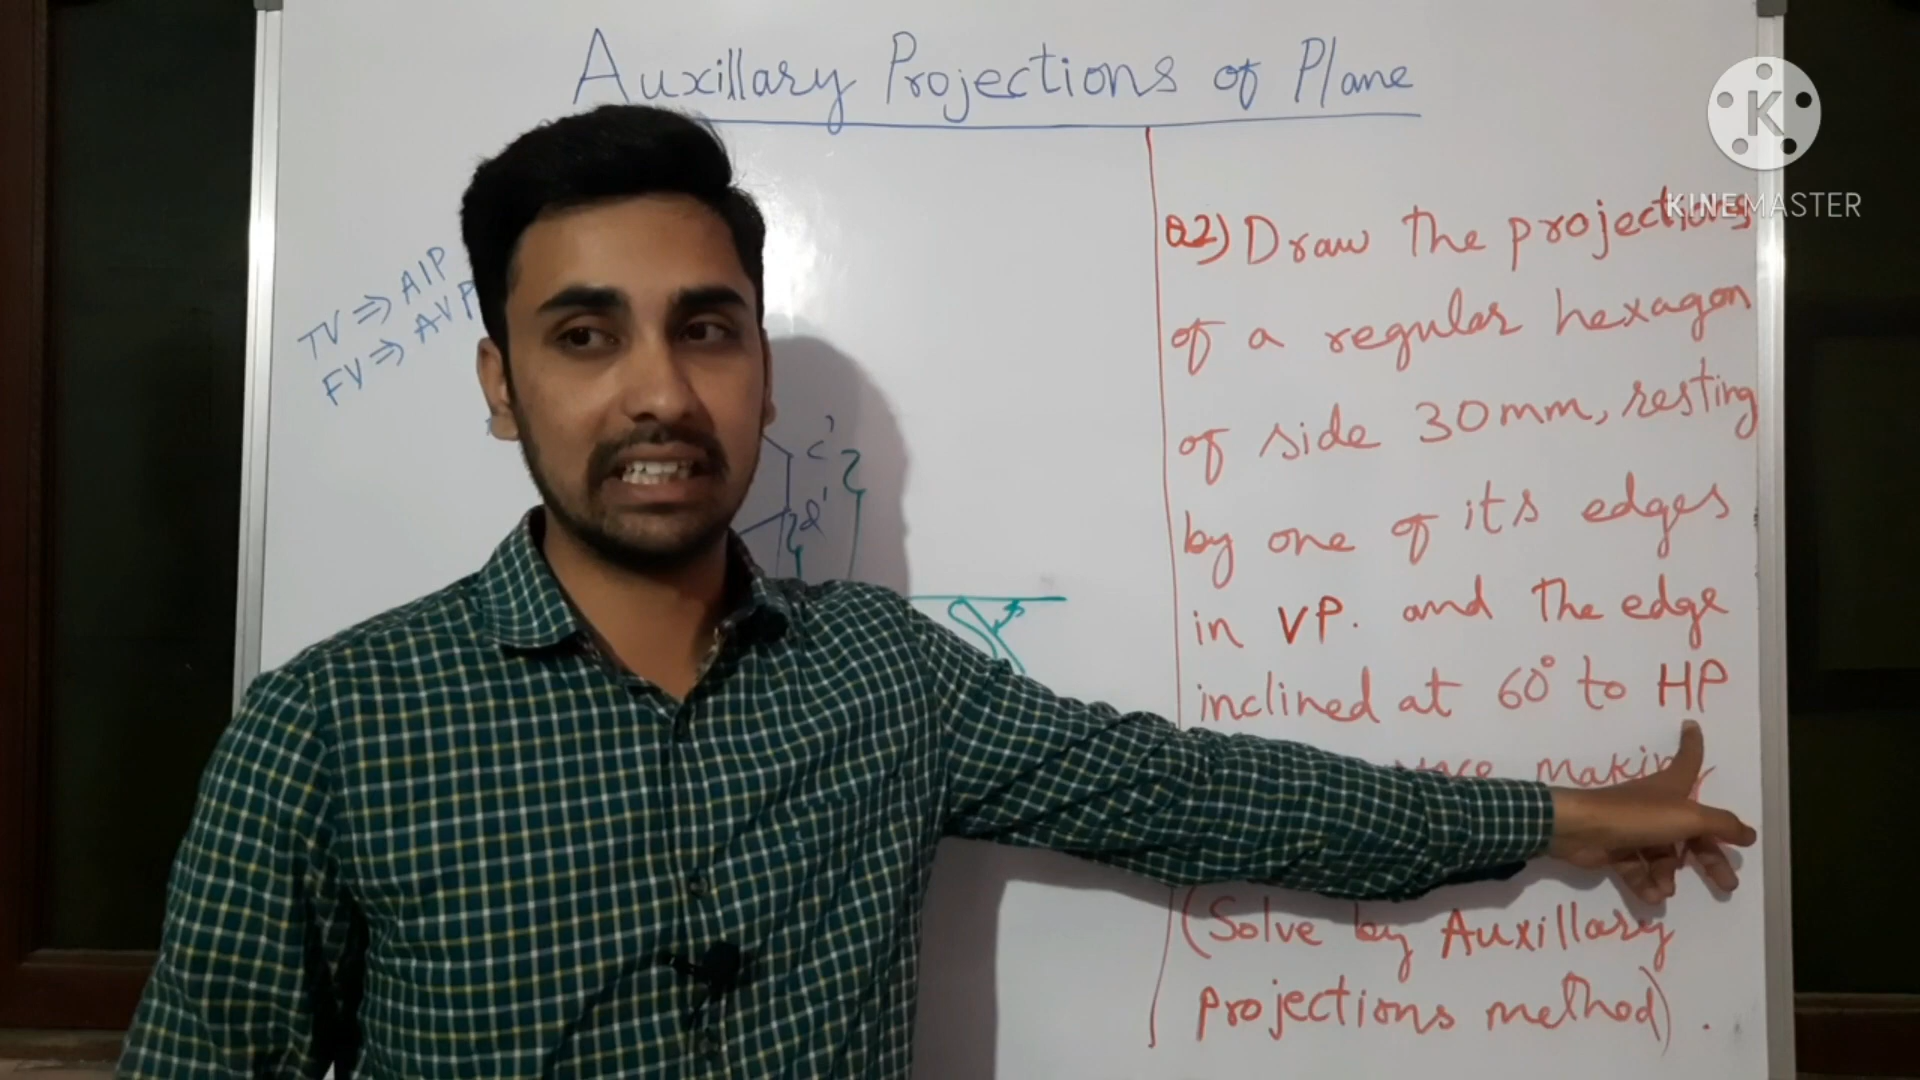 Auxillary Projections of Plane
K
KINEMASTER
TV ⇒ AIP
FV ⇒ AVP
c'
d'
Q2) Draw the projections
of a regular hexagon
of side 30mm, resting
by one of its edges
in VP. and the edge
inclined at 60° to HP
making
(Solve by Auxillary
projections method).